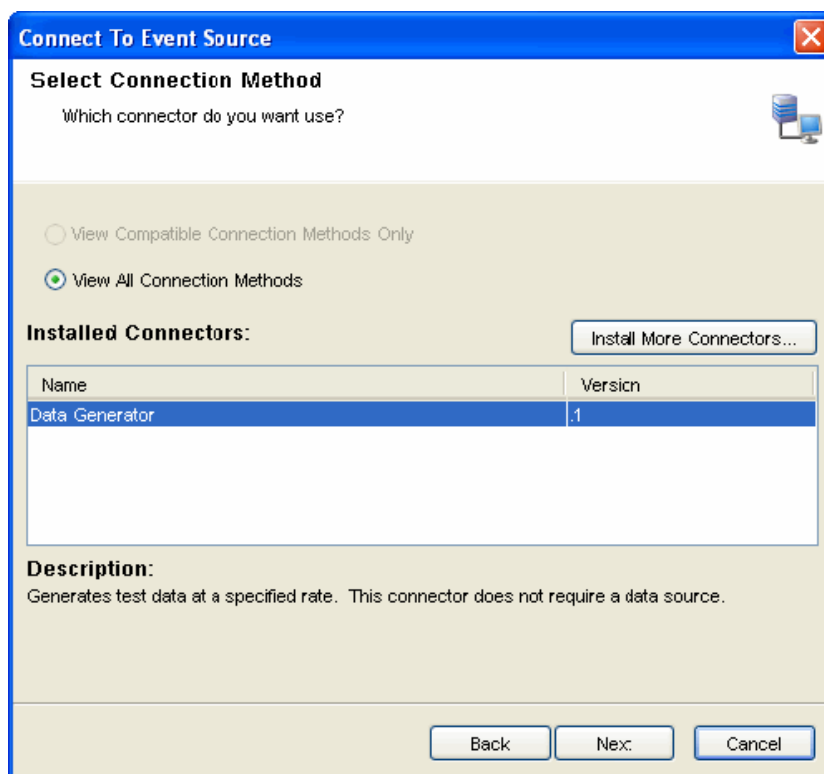 Connect To Event Source
Select Connection Method
Which connector do you want use?
View Compatible Connection Methods Only
View All Connection Methods
Installed Connectors:
Install More Connectors...
Name Version
Data Generator .1
Description:
Generates test data at a specified rate. This connector does not require a data source.
Back Next Cancel